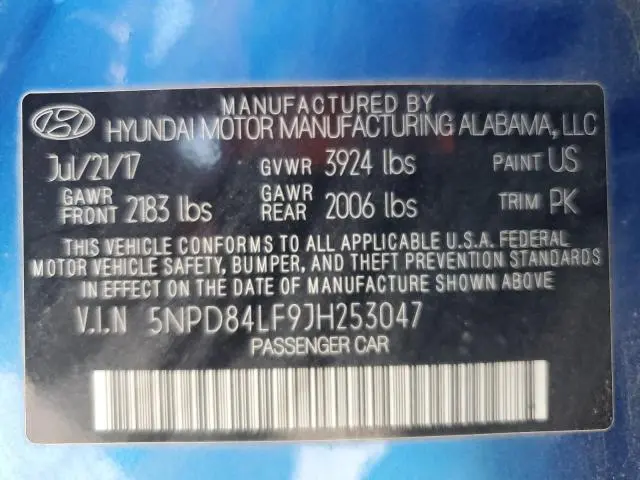 MANUFACTURED BY
HYUNDAI MOTOR MANUFACTURING ALABAMA, LLC
Jul/21/17 GVWR 3924 lbs PAINT US
GAWR FRONT 2183 lbs GAWR REAR 2006 lbs TRIM PK
THIS VEHICLE CONFORMS TO ALL APPLICABLE U.S.A. FEDERAL
MOTOR VEHICLE SAFETY, BUMPER, AND THEFT PREVENTION STANDARDS
IN EFFECT ON THE DATE OF MANUFACTURE SHOWN ABOVE
V.I.N 5NPD84LF9JH253047
PASSENGER CAR